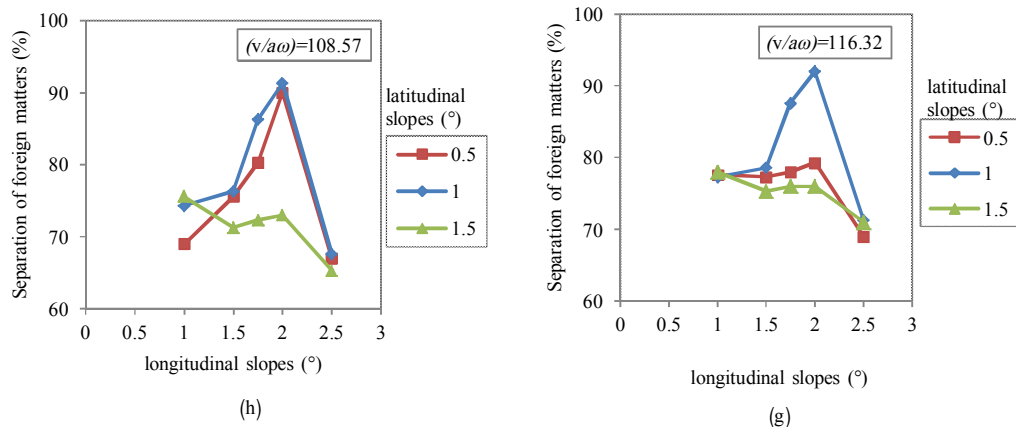 100
90
80
70
60
Separation of foreign matters (%)
(v/aω)=108.57
latitudinal
slopes (°)
0.5
1
1.5
0 0.5 1 1.5 2 2.5 3
longitudinal slopes (°)
(h)
100
90
80
70
60
Separation of foreign matters (%)
(v/aω)=116.32
latitudinal
slopes (°)
0.5
1
1.5
0 0.5 1 1.5 2 2.5 3
longitudinal slopes (°)
(g)